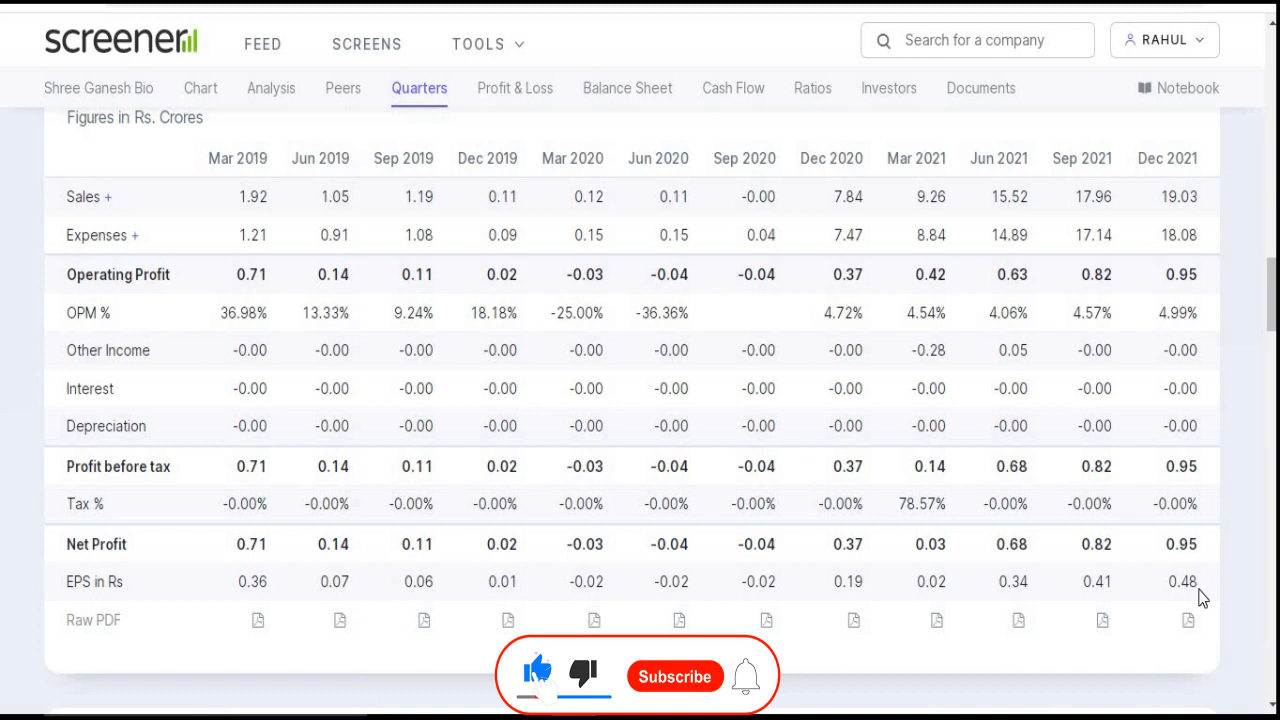 screener FEED SCREENS TOOLS Search for a company RAHUL
Shree Ganesh Bio Chart Analysis Peers Quarters Profit & Loss Balance Sheet Cash Flow Ratios Investors Documents Notebook
Figures in Rs. Crores
Mar 2019 Jun 2019 Sep 2019 Dec 2019 Mar 2020 Jun 2020 Sep 2020 Dec 2020 Mar 2021 Jun 2021 Sep 2021 Dec 2021
Sales + 1.92 1.05 1.19 0.11 0.12 0.11 -0.00 7.84 9.26 15.52 17.96 19.03
Expenses + 1.21 0.91 1.08 0.09 0.15 0.15 0.04 7.47 8.84 14.89 17.14 18.08
Operating Profit 0.71 0.14 0.11 0.02 -0.03 -0.04 -0.04 0.37 0.42 0.63 0.82 0.95
OPM % 36.98% 13.33% 9.24% 18.18% -25.00% -36.36% 4.72% 4.54% 4.06% 4.57% 4.99%
Other Income -0.00 -0.00 -0.00 -0.00 -0.00 -0.00 -0.00 -0.00 -0.28 0.05 -0.00 -0.00
Interest -0.00 -0.00 -0.00 -0.00 -0.00 -0.00 -0.00 -0.00 -0.00 -0.00 -0.00 -0.00
Depreciation -0.00 -0.00 -0.00 -0.00 -0.00 -0.00 -0.00 -0.00 -0.00 -0.00 -0.00 -0.00
Profit before tax 0.71 0.14 0.11 0.02 -0.03 -0.04 -0.04 0.37 0.14 0.68 0.82 0.95
Tax % -0.00% -0.00% -0.00% -0.00% -0.00% -0.00% -0.00% -0.00% 78.57% -0.00% -0.00% -0.00%
Net Profit 0.71 0.14 0.11 0.02 -0.03 -0.04 -0.04 0.37 0.03 0.68 0.82 0.95
EPS in Rs 0.36 0.07 0.06 0.01 -0.02 -0.02 -0.02 0.19 0.02 0.34 0.41 0.48
Raw PDF
Subscribe